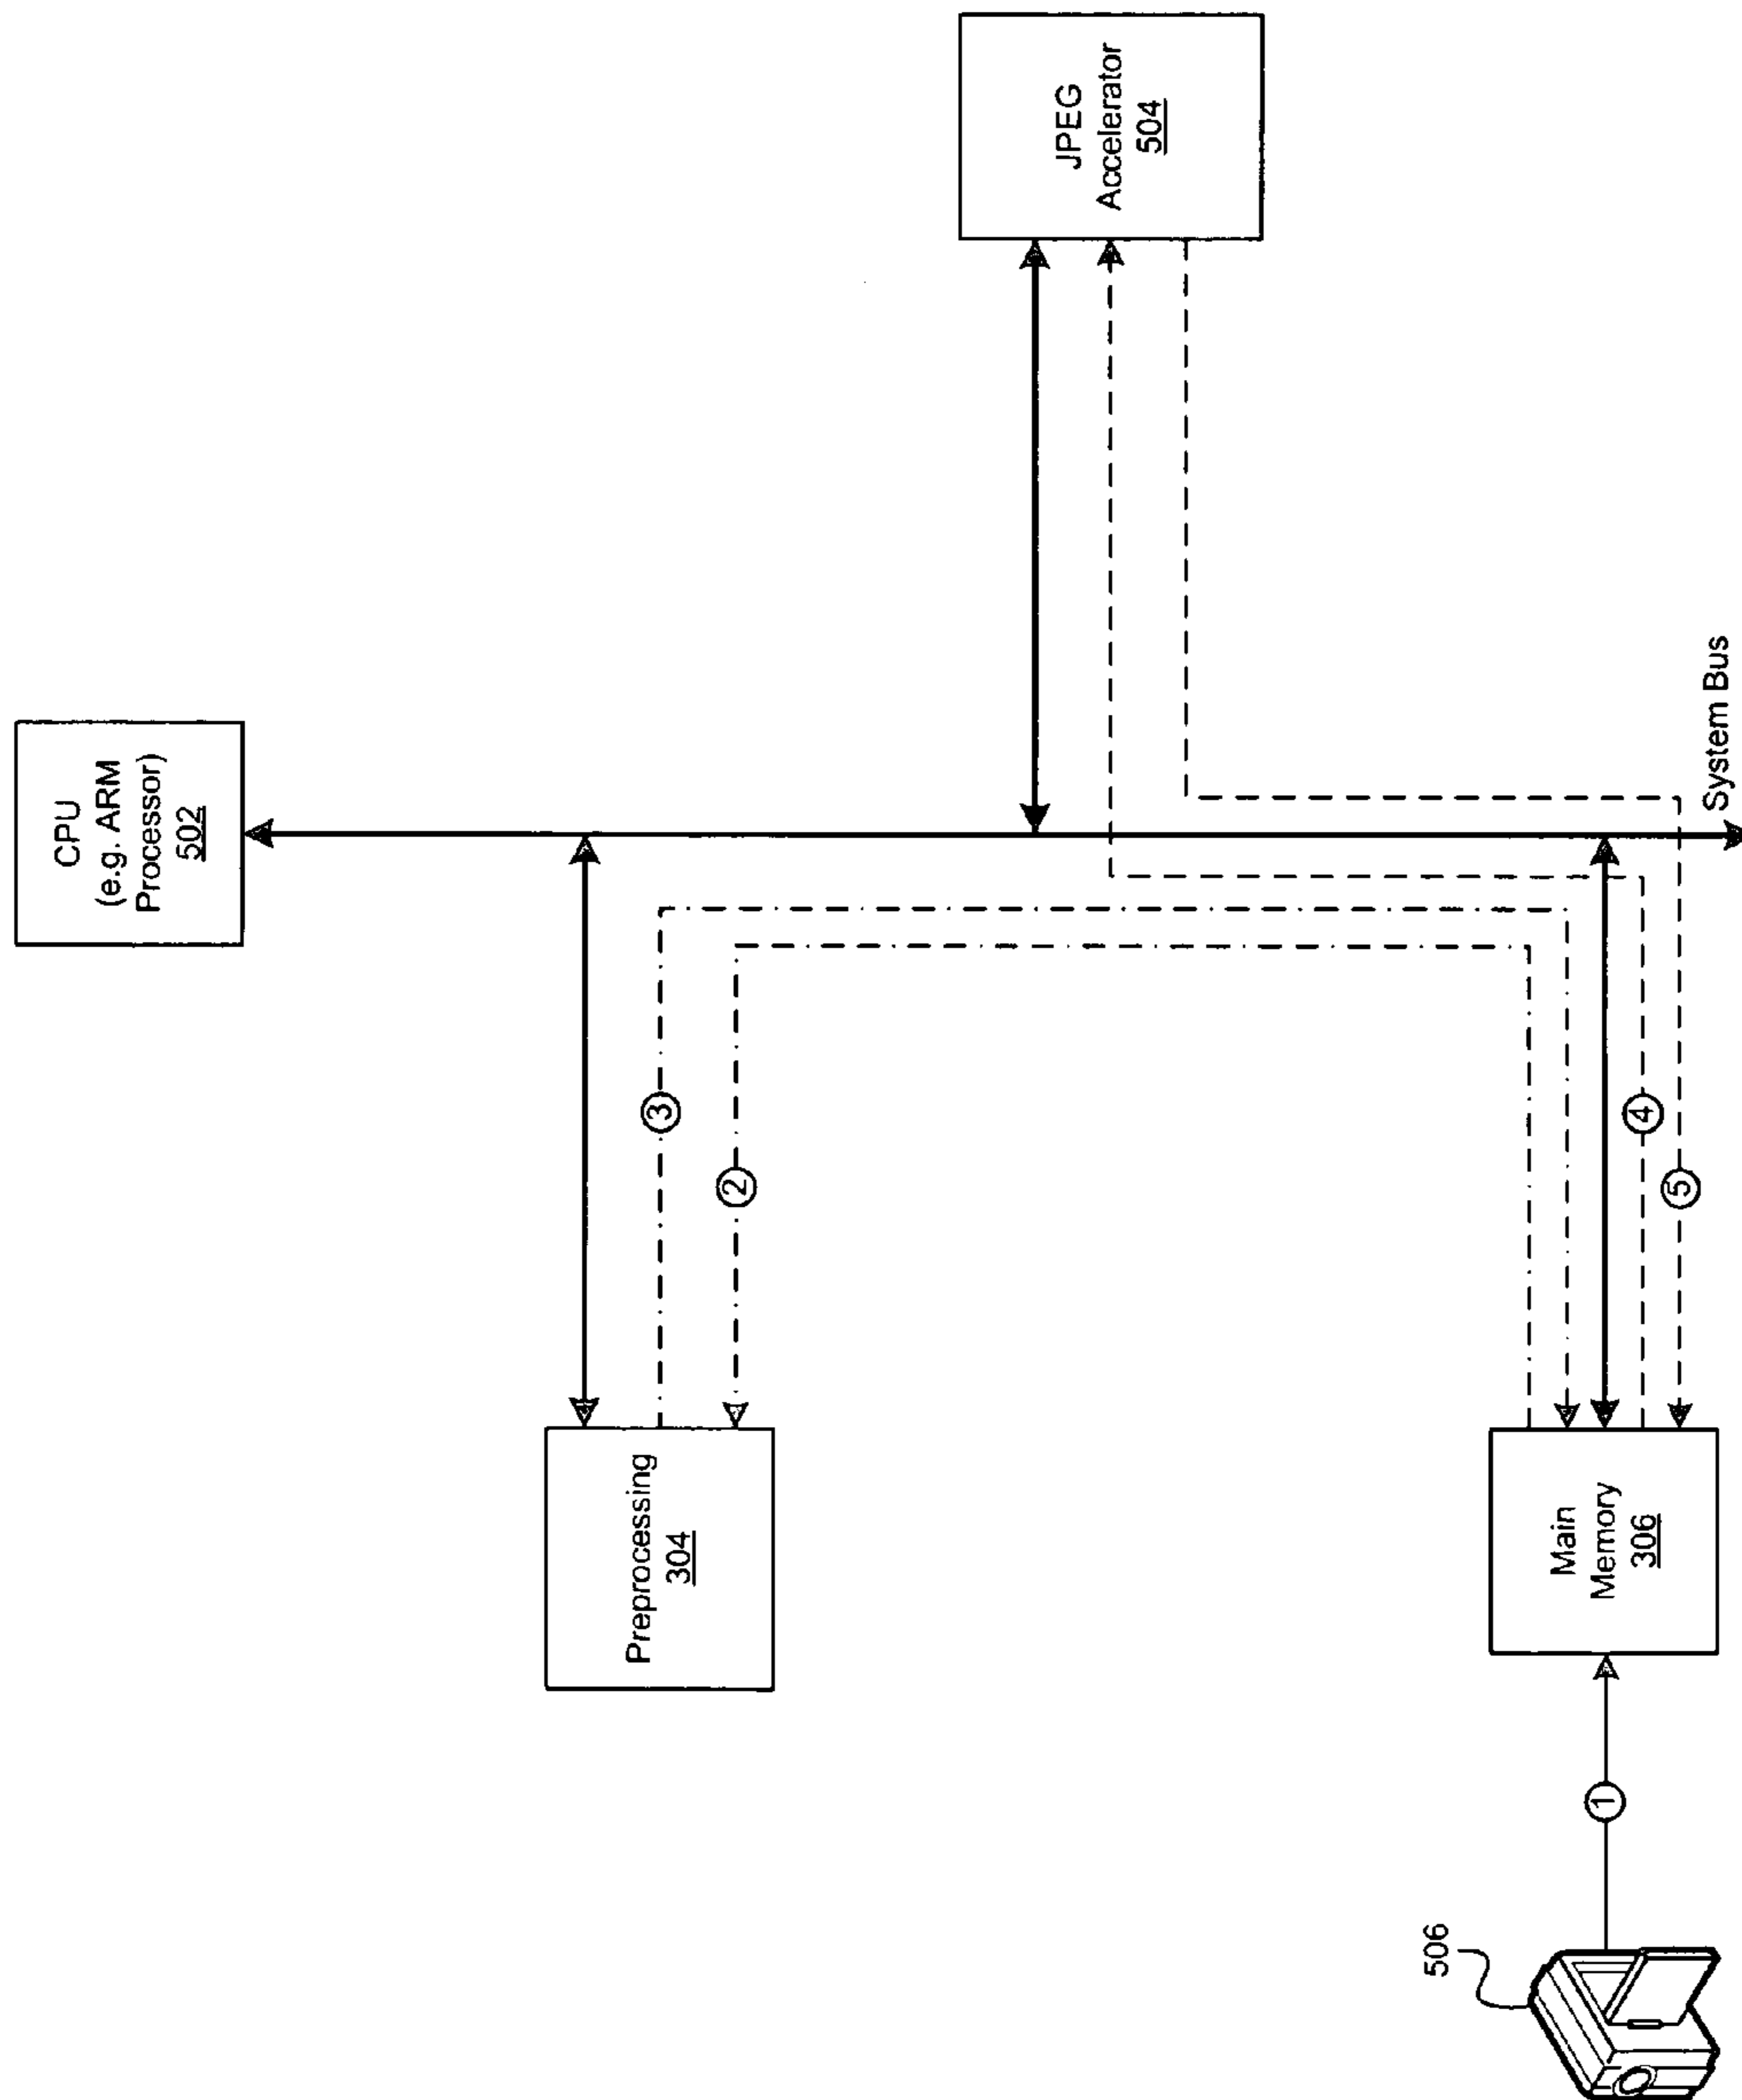 CPU
(e.g. ARM
Processor)
502
JPEG
Accelerator
504
Preprocessing
304
3
2
System Bus
Main
Memory
306
4
5
1
506